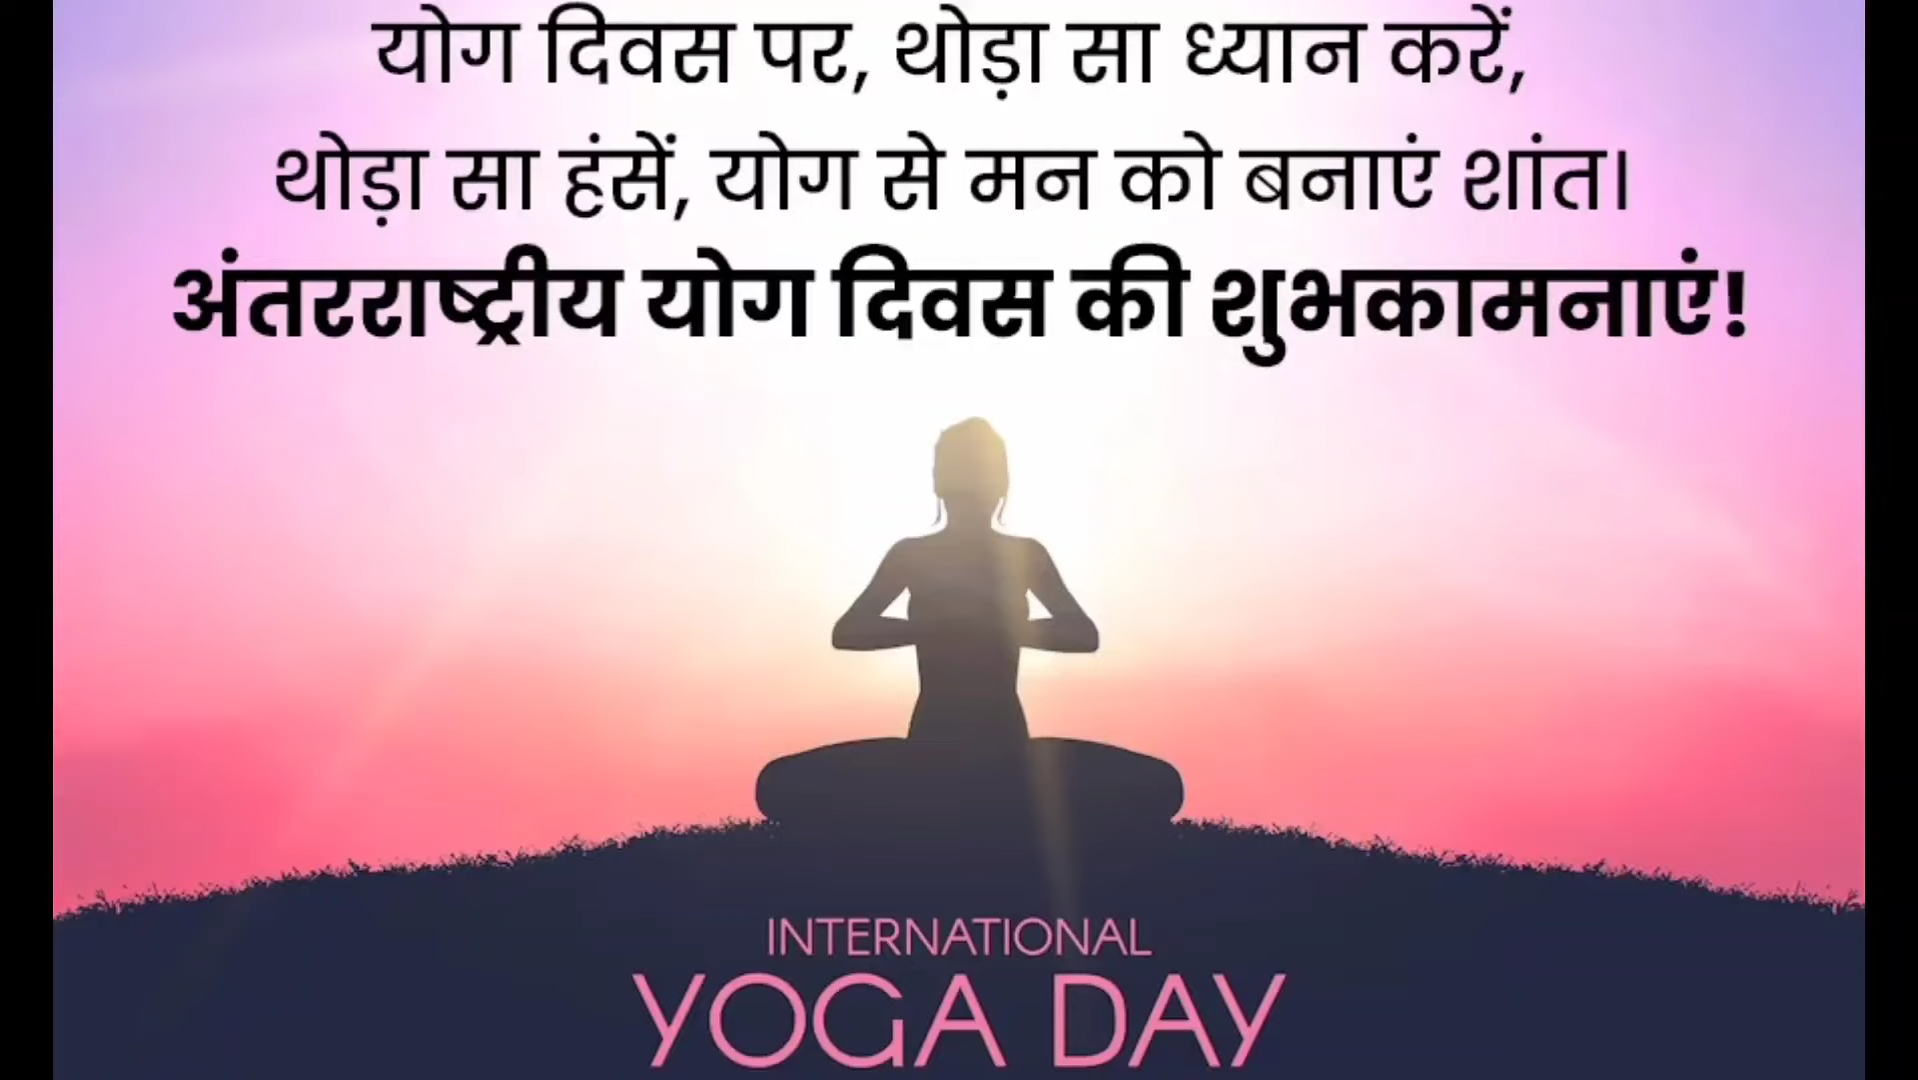 योग दिवस पर, थोड़ा सा ध्यान करें,
थोड़ा सा हंसें, योग से मन को बनाएं शांत।
अंतरराष्ट्रीय योग दिवस की शुभकामनाएं!
INTERNATIONAL
YOGA DAY